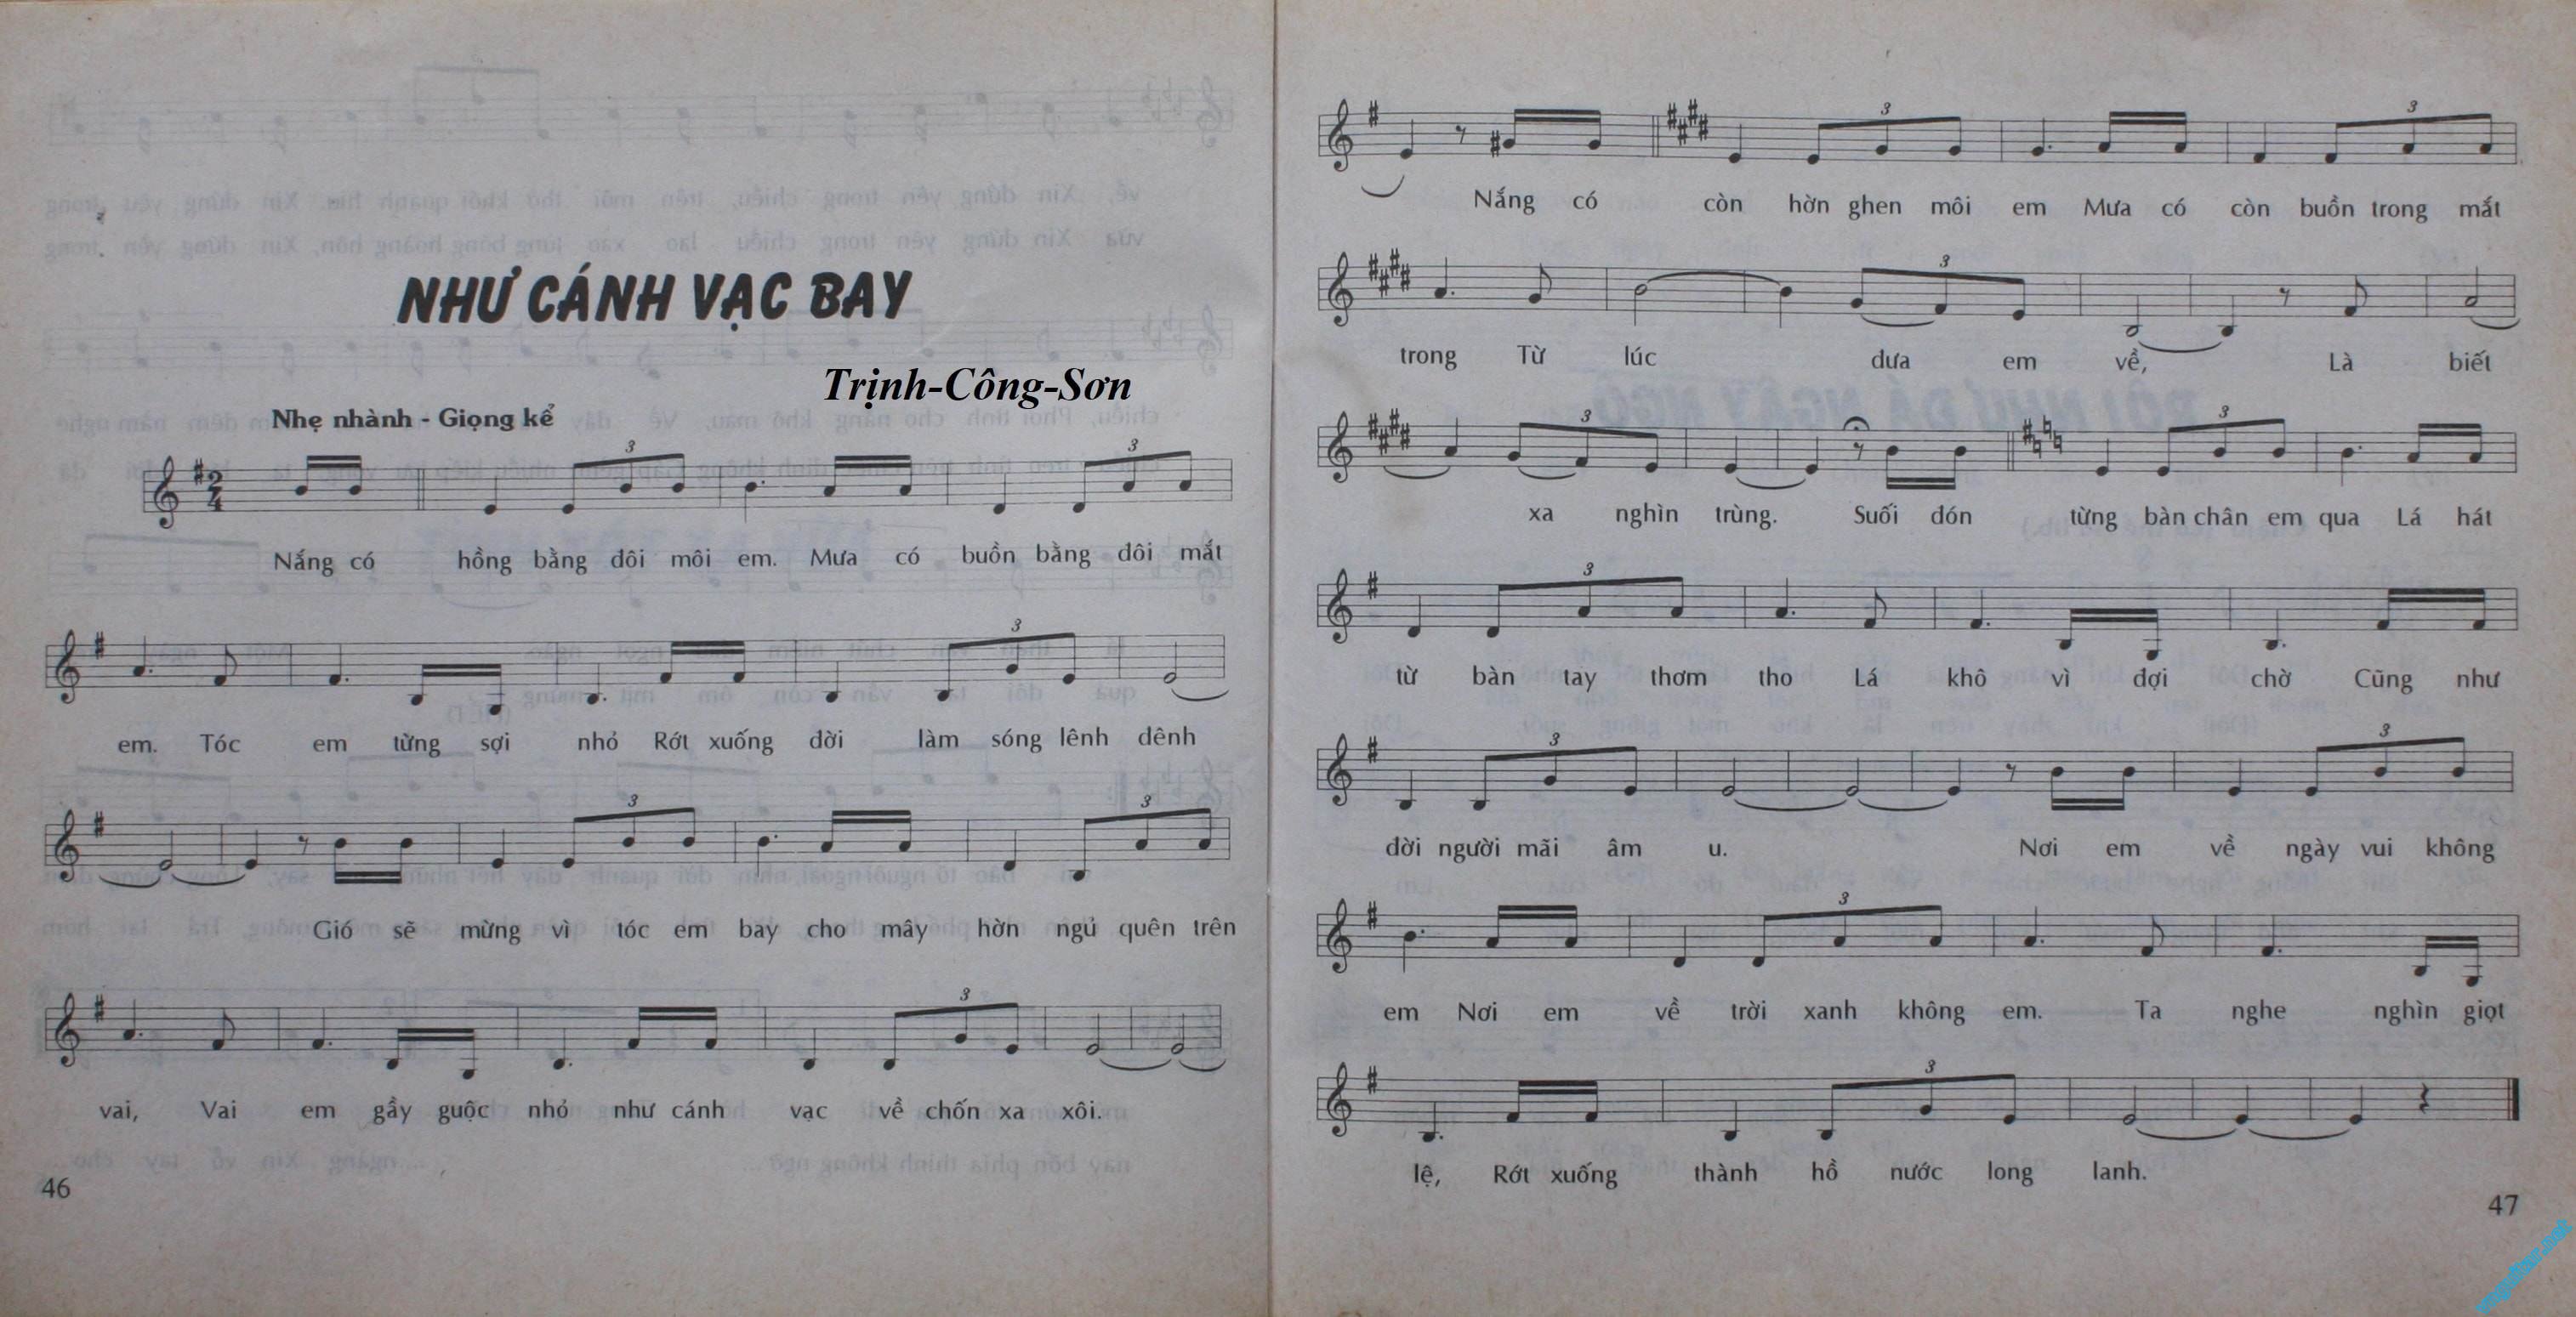 NHƯ CÁNH VẠC BAY
Trịnh-Công-Sơn
Nhẹ nhành - Giọng kể
Nắng có hồng bằng đôi môi em. Mưa có buồn bằng đôi mắt
em. Tóc em từng sợi nhỏ Rớt xuống đời làm sóng lênh dênh
Gió sẽ mừng vì tóc em bay cho mây hờn ngủ quên trên
vai, Vai em gầy guộc nhỏ như cánh vạc về chốn xa xôi.
46
Nắng có còn hờn ghen môi em Mưa có còn buồn trong mắt
trong Từ lúc dưa em về, Là biết
xa nghìn trùng. Suối đón từng bàn chân em qua Lá hát
từ bàn tay thơm tho Lá khô vì đợi chờ Cũng như
đời người mãi âm u. Nơi em về ngày vui không
em Nơi em về trời xanh không em. Ta nghe nghìn giọt
lệ, Rớt xuống thành hồ nước long lanh.
47